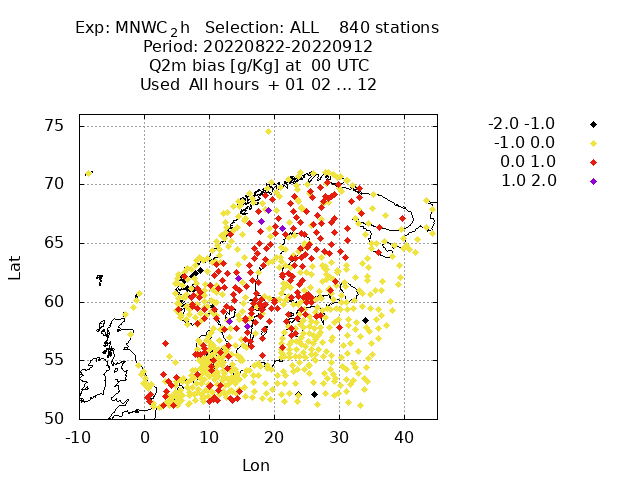 Exp: MNWC_2h   Selection: ALL    840 stations
Period: 20220822-20220912
Q2m bias [g/Kg] at  00 UTC
Used  All hours  + 01 02 ... 12
-2.0 -1.0
-1.0 0.0
0.0 1.0
1.0 2.0
75
70
65
60
55
50
Lat
-10 0 10 20 30 40
Lon